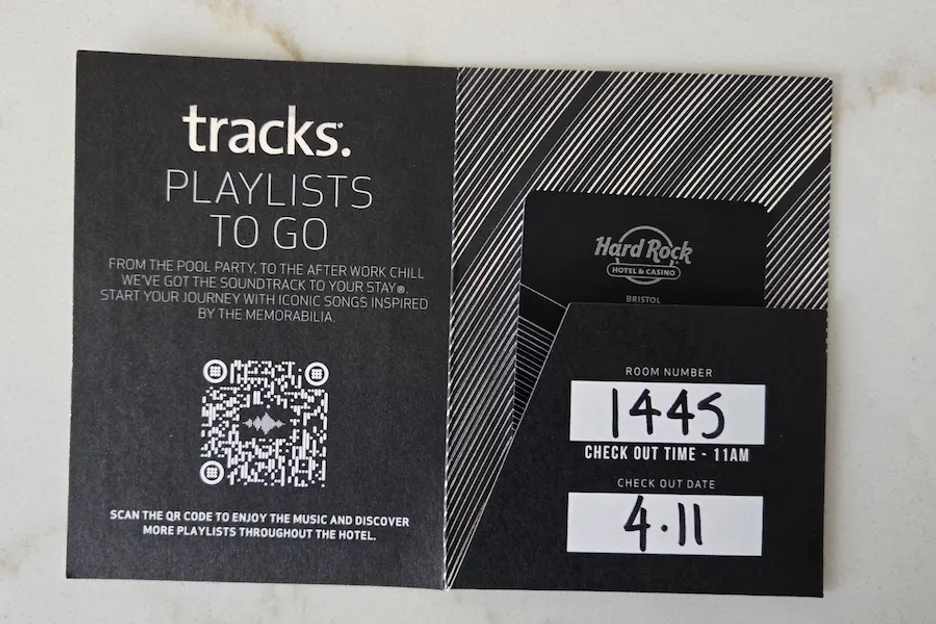 tracks.
PLAYLISTS
TO GO
FROM THE POOL PARTY, TO THE AFTER WORK CHILL
WE'VE GOT THE SOUNDTRACK TO YOUR STAY®.
START YOUR JOURNEY WITH ICONIC SONGS INSPIRED
BY THE MEMORABILIA.
SCAN THE QR CODE TO ENJOY THE MUSIC AND DISCOVER
MORE PLAYLISTS THROUGHOUT THE HOTEL.
Hard Rock
HOTEL & CASINO
BRISTOL
ROOM NUMBER
1445
CHECK OUT TIME - 11AM
CHECK OUT DATE
4.11